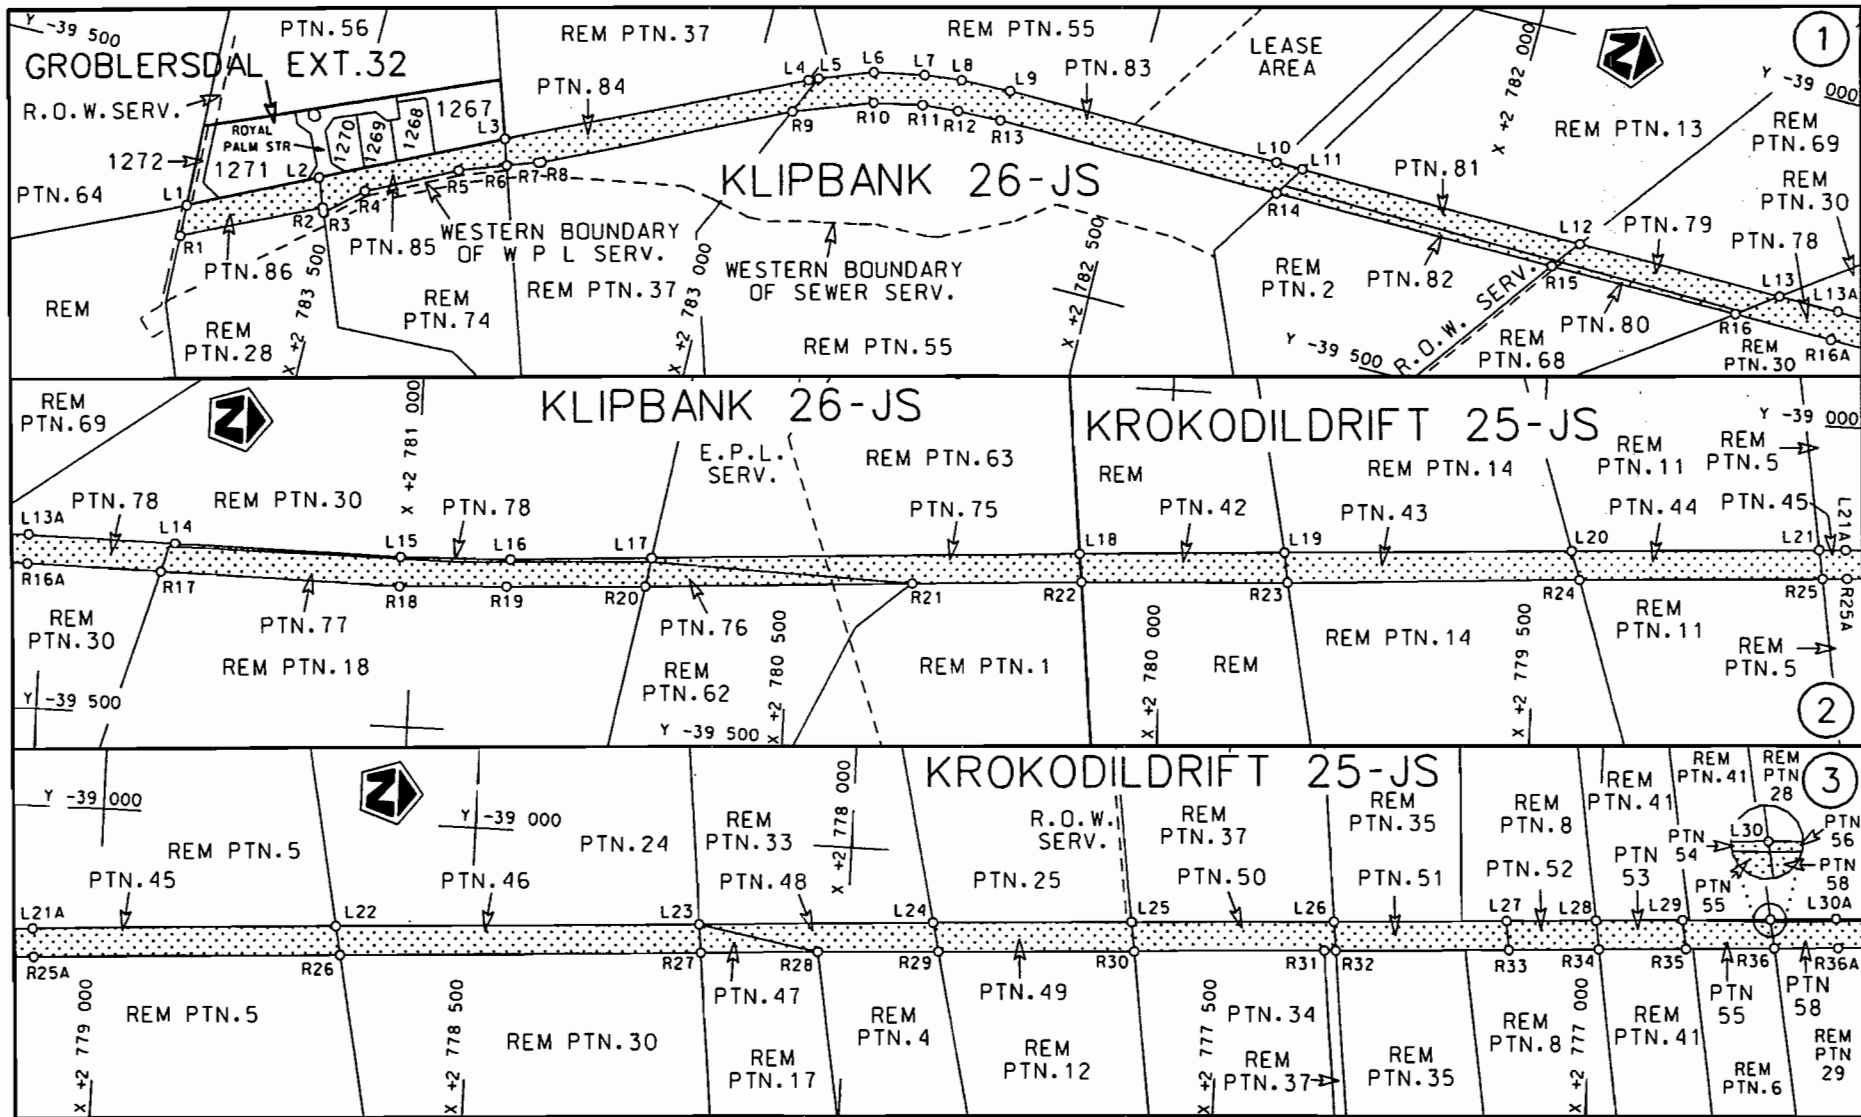 Y -39 500
PTN.56
REM PTN.37
REM PTN.55
LEASE
AREA
X +2 782 000
N
1
GROBLERSDAL EXT.32
R.O.W.SERV.
PTN.84
L4
L5
L6
L7
L8
L9
PTN.83
Y -39 000
ROYAL
PALM STR
1270
1269
1268
1267
L3
R9
R10
R11
R12
R13
REM PTN.13
REM
PTN.69
1272
1271
L2
KLIPBANK 26-JS
L10
L11
PTN.81
REM
PTN.30
PTN.64
L1
R1
R2
R3
R4
R5
R6
R7
R8
R14
L12
PTN.79
PTN.78
PTN.86
PTN.85
WESTERN BOUNDARY
OF W P L SERV.
WESTERN BOUNDARY
OF SEWER SERV.
X +2 783 500
X +2 783 000
X +2 782 500
REM
PTN.2
PTN.82
R.O.W. SERV.
R15
L13
L13A
REM
REM
PTN.28
REM
PTN.74
REM PTN.37
REM PTN.55
Y -39 500
REM
PTN.68
PTN.80
R16
REM
PTN.30
R16A
REM
PTN.69
N
X +2 781 000
KLIPBANK 26-JS
KROKODILDRIFT 25-JS
Y -39 000
E.P.L.
SERV.
REM PTN.63
REM
REM PTN.14
REM
PTN.11
REM
PTN.5
PTN.78
REM PTN.30
PTN.78
PTN.75
PTN.42
PTN.43
PTN.44
PTN.45
L13A
L14
L15
L16
L17
L18
L19
L20
L21
L21A
R16A
R17
R18
R19
R20
R21
R22
R23
R24
R25
R25A
REM
PTN.30
PTN.77
PTN.76
REM PTN.18
REM
PTN.62
X +2 780 500
REM PTN.1
X +2 780 000
REM
REM PTN.14
X +2 779 500
REM
PTN.11
REM
PTN.5
Y -39 500
Y -39 500
2
Y -39 000
N
Y -39 000
KROKODILDRIFT 25-JS
REM
PTN.41
REM
PTN
28
3
REM PTN.5
PTN.24
REM
PTN.33
X +2 778 000
R.O.W.
SERV.
REM
PTN.37
REM
PTN.35
REM
PTN.8
REM
PTN.41
L30
PTN
54
PTN
56
PTN.45
PTN.46
PTN.48
PTN.25
PTN.50
PTN.51
PTN.52
PTN
53
PTN
55
PTN
58
L21A
L22
L23
L24
L25
L26
L27
L28
L29
L30A
R25A
R26
R27
R28
R29
R30
R31
R32
R33
R34
R35
R36
R36A
X +2 779 000
REM PTN.5
X +2 778 500
REM PTN.30
PTN.47
REM
PTN.17
REM
PTN.4
PTN.49
REM
PTN.12
X +2 777 500
PTN.34
REM
PTN.37
REM
PTN.35
REM
PTN.8
X +2 777 000
REM
PTN.41
PTN
55
REM
PTN.6
PTN
58
REM
PTN
29